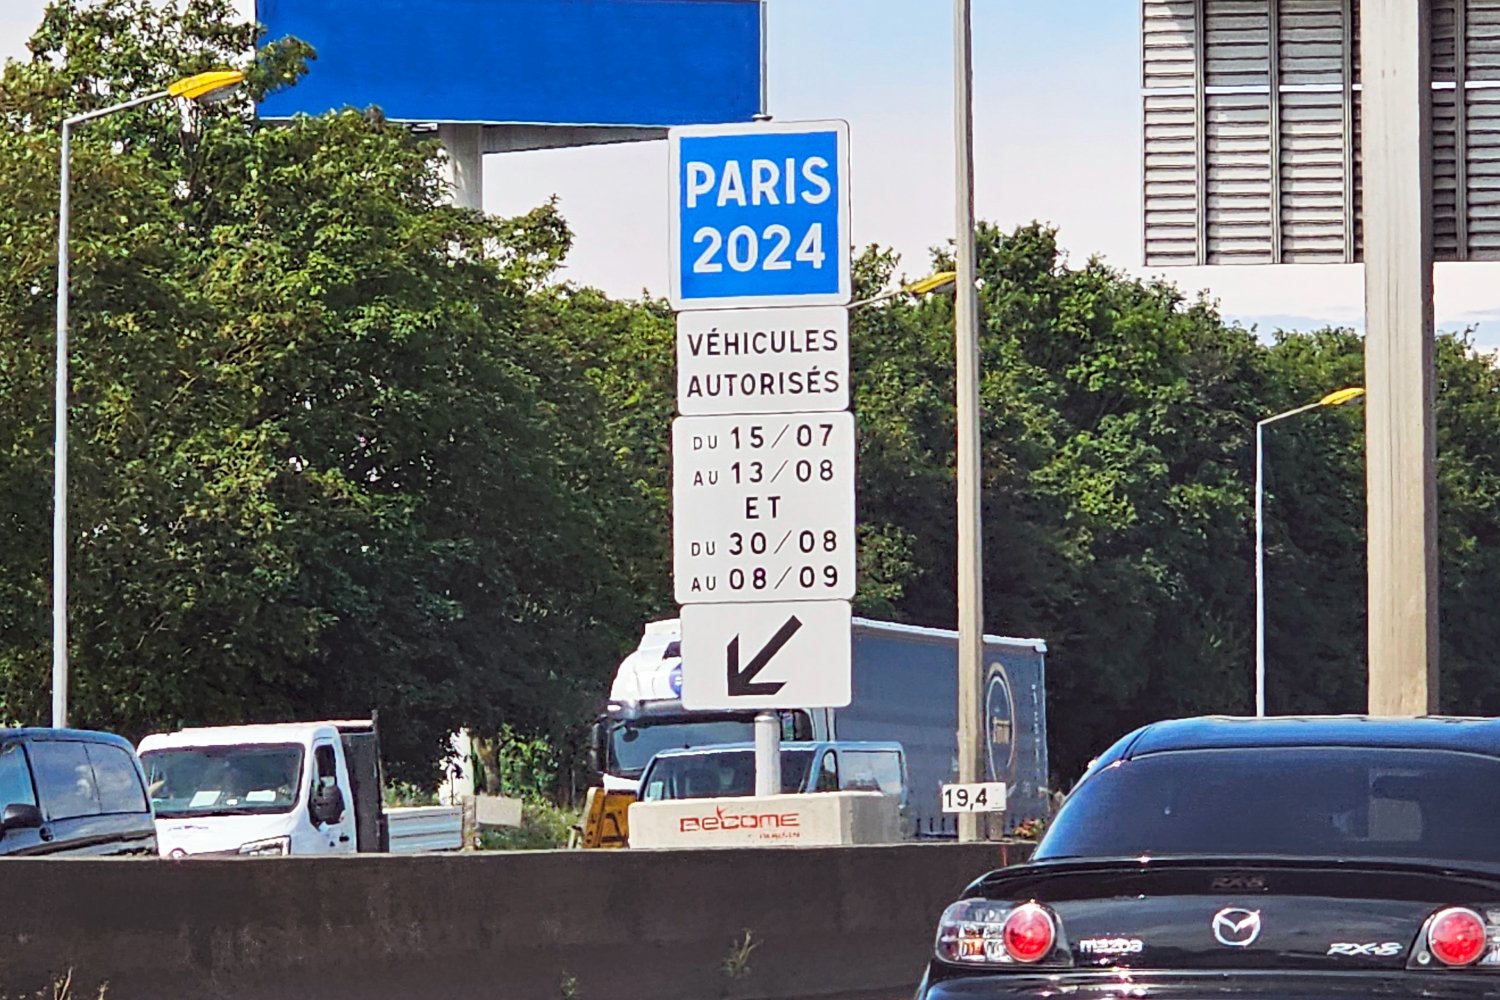 PARIS
2024
VÉHICULES
AUTORISÉS
DU 15/07
AU 13/08
ET
DU 30/08
AU 08/09
BECOME
19,4
mazda
RX-8